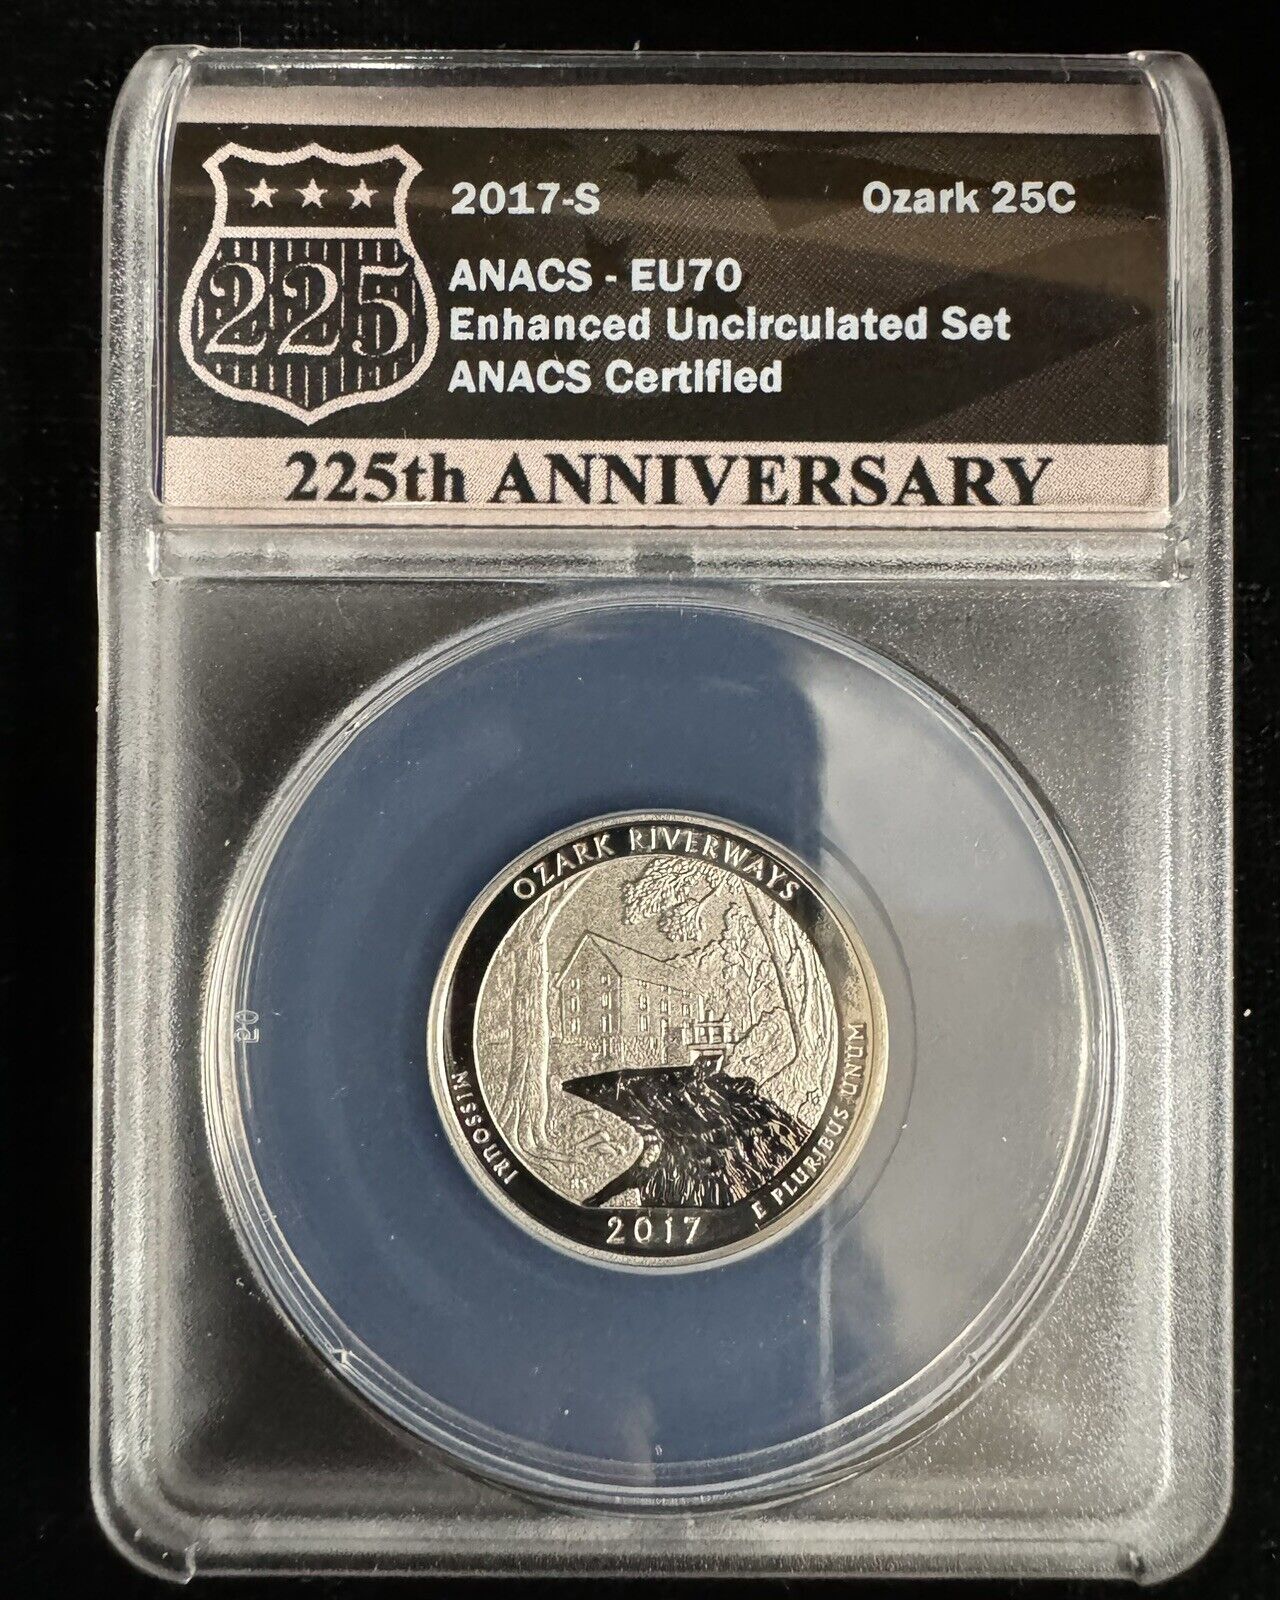 2017-S Ozark 25C
225
ANACS - EU70
Enhanced Uncirculated Set
ANACS Certified
225th ANNIVERSARY
OZARK RIVERWAYS
MISSOURI
2017
E PLURIBUS UNUM